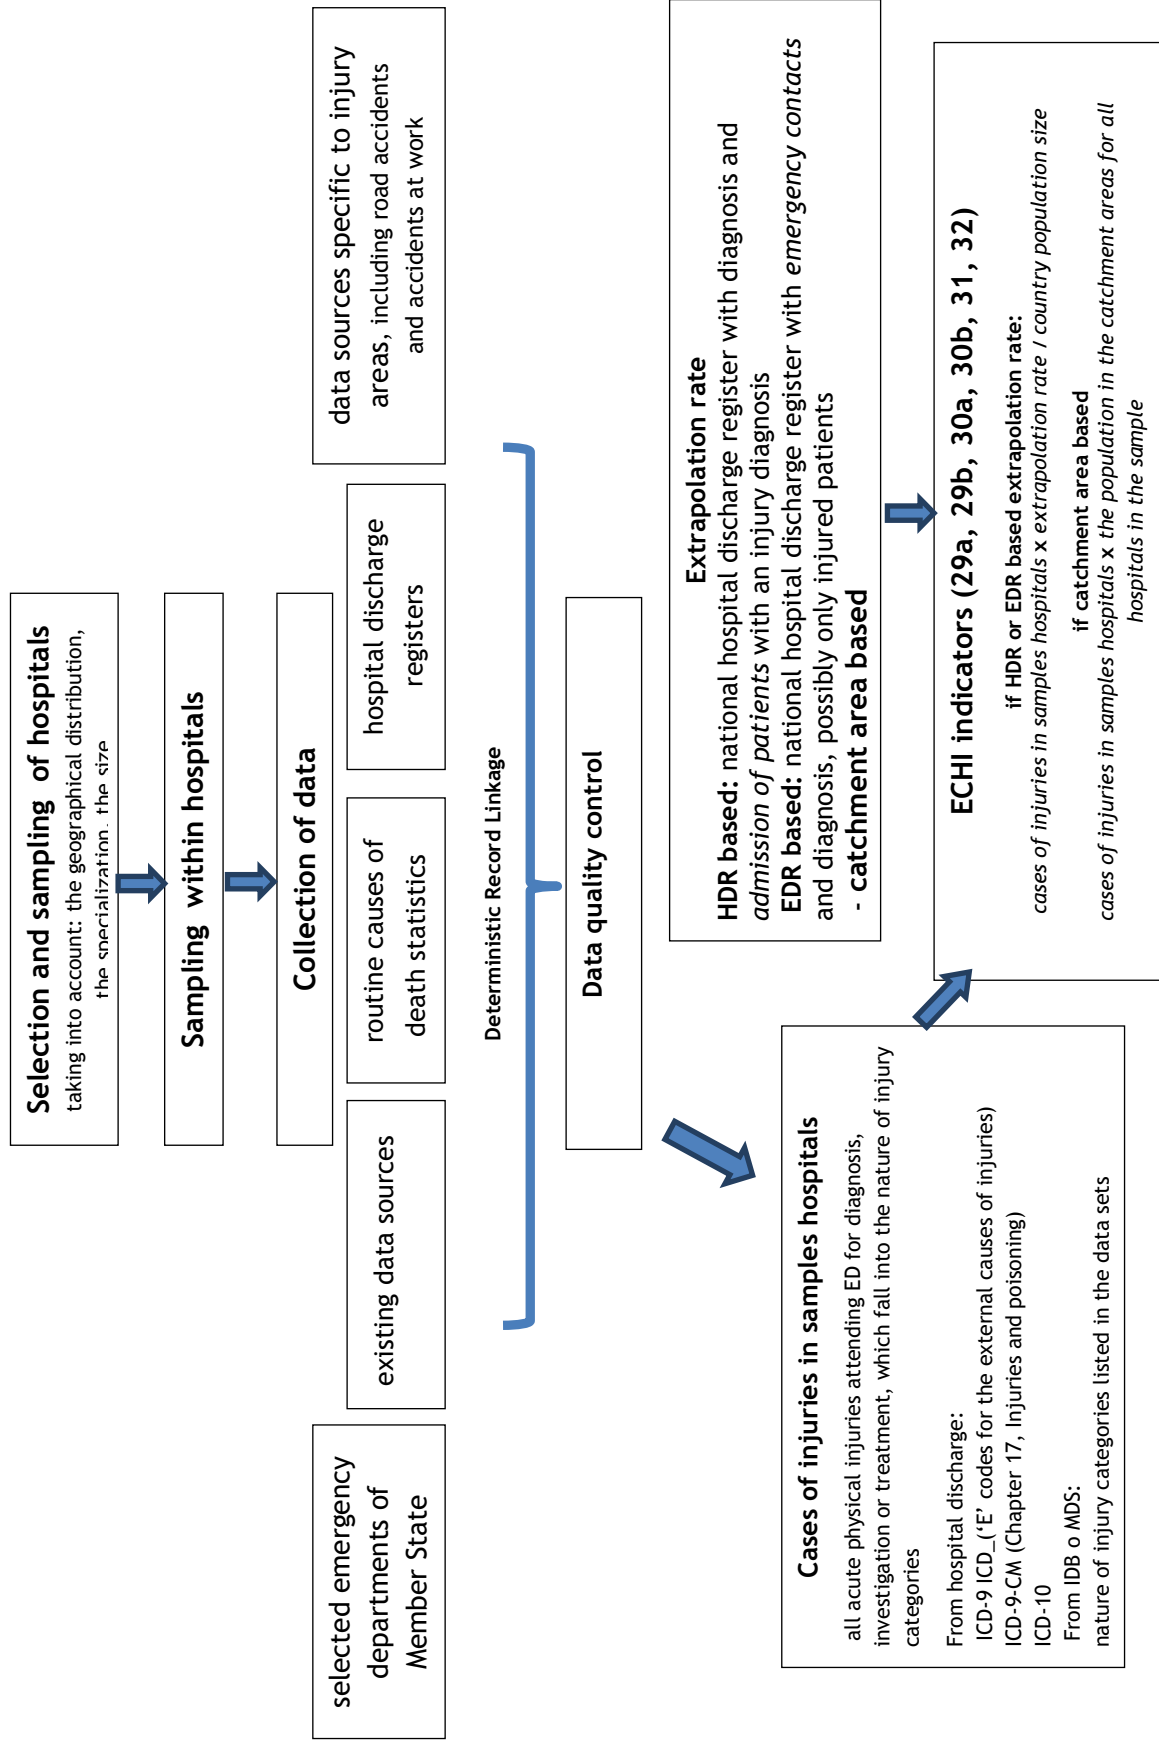 Selection and sampling of hospitals
taking into account: the geographical distribution,
the specialization, the size
Sampling within hospitals
Collection of data
selected emergency
departments of
Member State
existing data sources
routine causes of
death statistics
hospital discharge
registers
data sources specific to injury
areas, including road accidents
and accidents at work
Deterministic Record Linkage
Data quality control
Cases of injuries in samples hospitals
all acute physical injuries attending ED for diagnosis,
investigation or treatment, which fall into the nature of injury
categories
From hospital discharge:
ICD-9 ICD_(‘E’ codes for the external causes of injuries)
ICD-9-CM (Chapter 17, Injuries and poisoning)
ICD-10
From IDB o MDS:
nature of injury categories listed in the data sets
Extrapolation rate
HDR based: national hospital discharge register with diagnosis and
admission of patients with an injury diagnosis
EDR based: national hospital discharge register with emergency contacts
and diagnosis, possibly only injured patients
- catchment area based
ECHI indicators (29a, 29b, 30a, 30b, 31, 32)
if HDR or EDR based extrapolation rate:
cases of injuries in samples hospitals x extrapolation rate / country population size
if catchment area based
cases of injuries in samples hospitals x the population in the catchment areas for all
hospitals in the sample